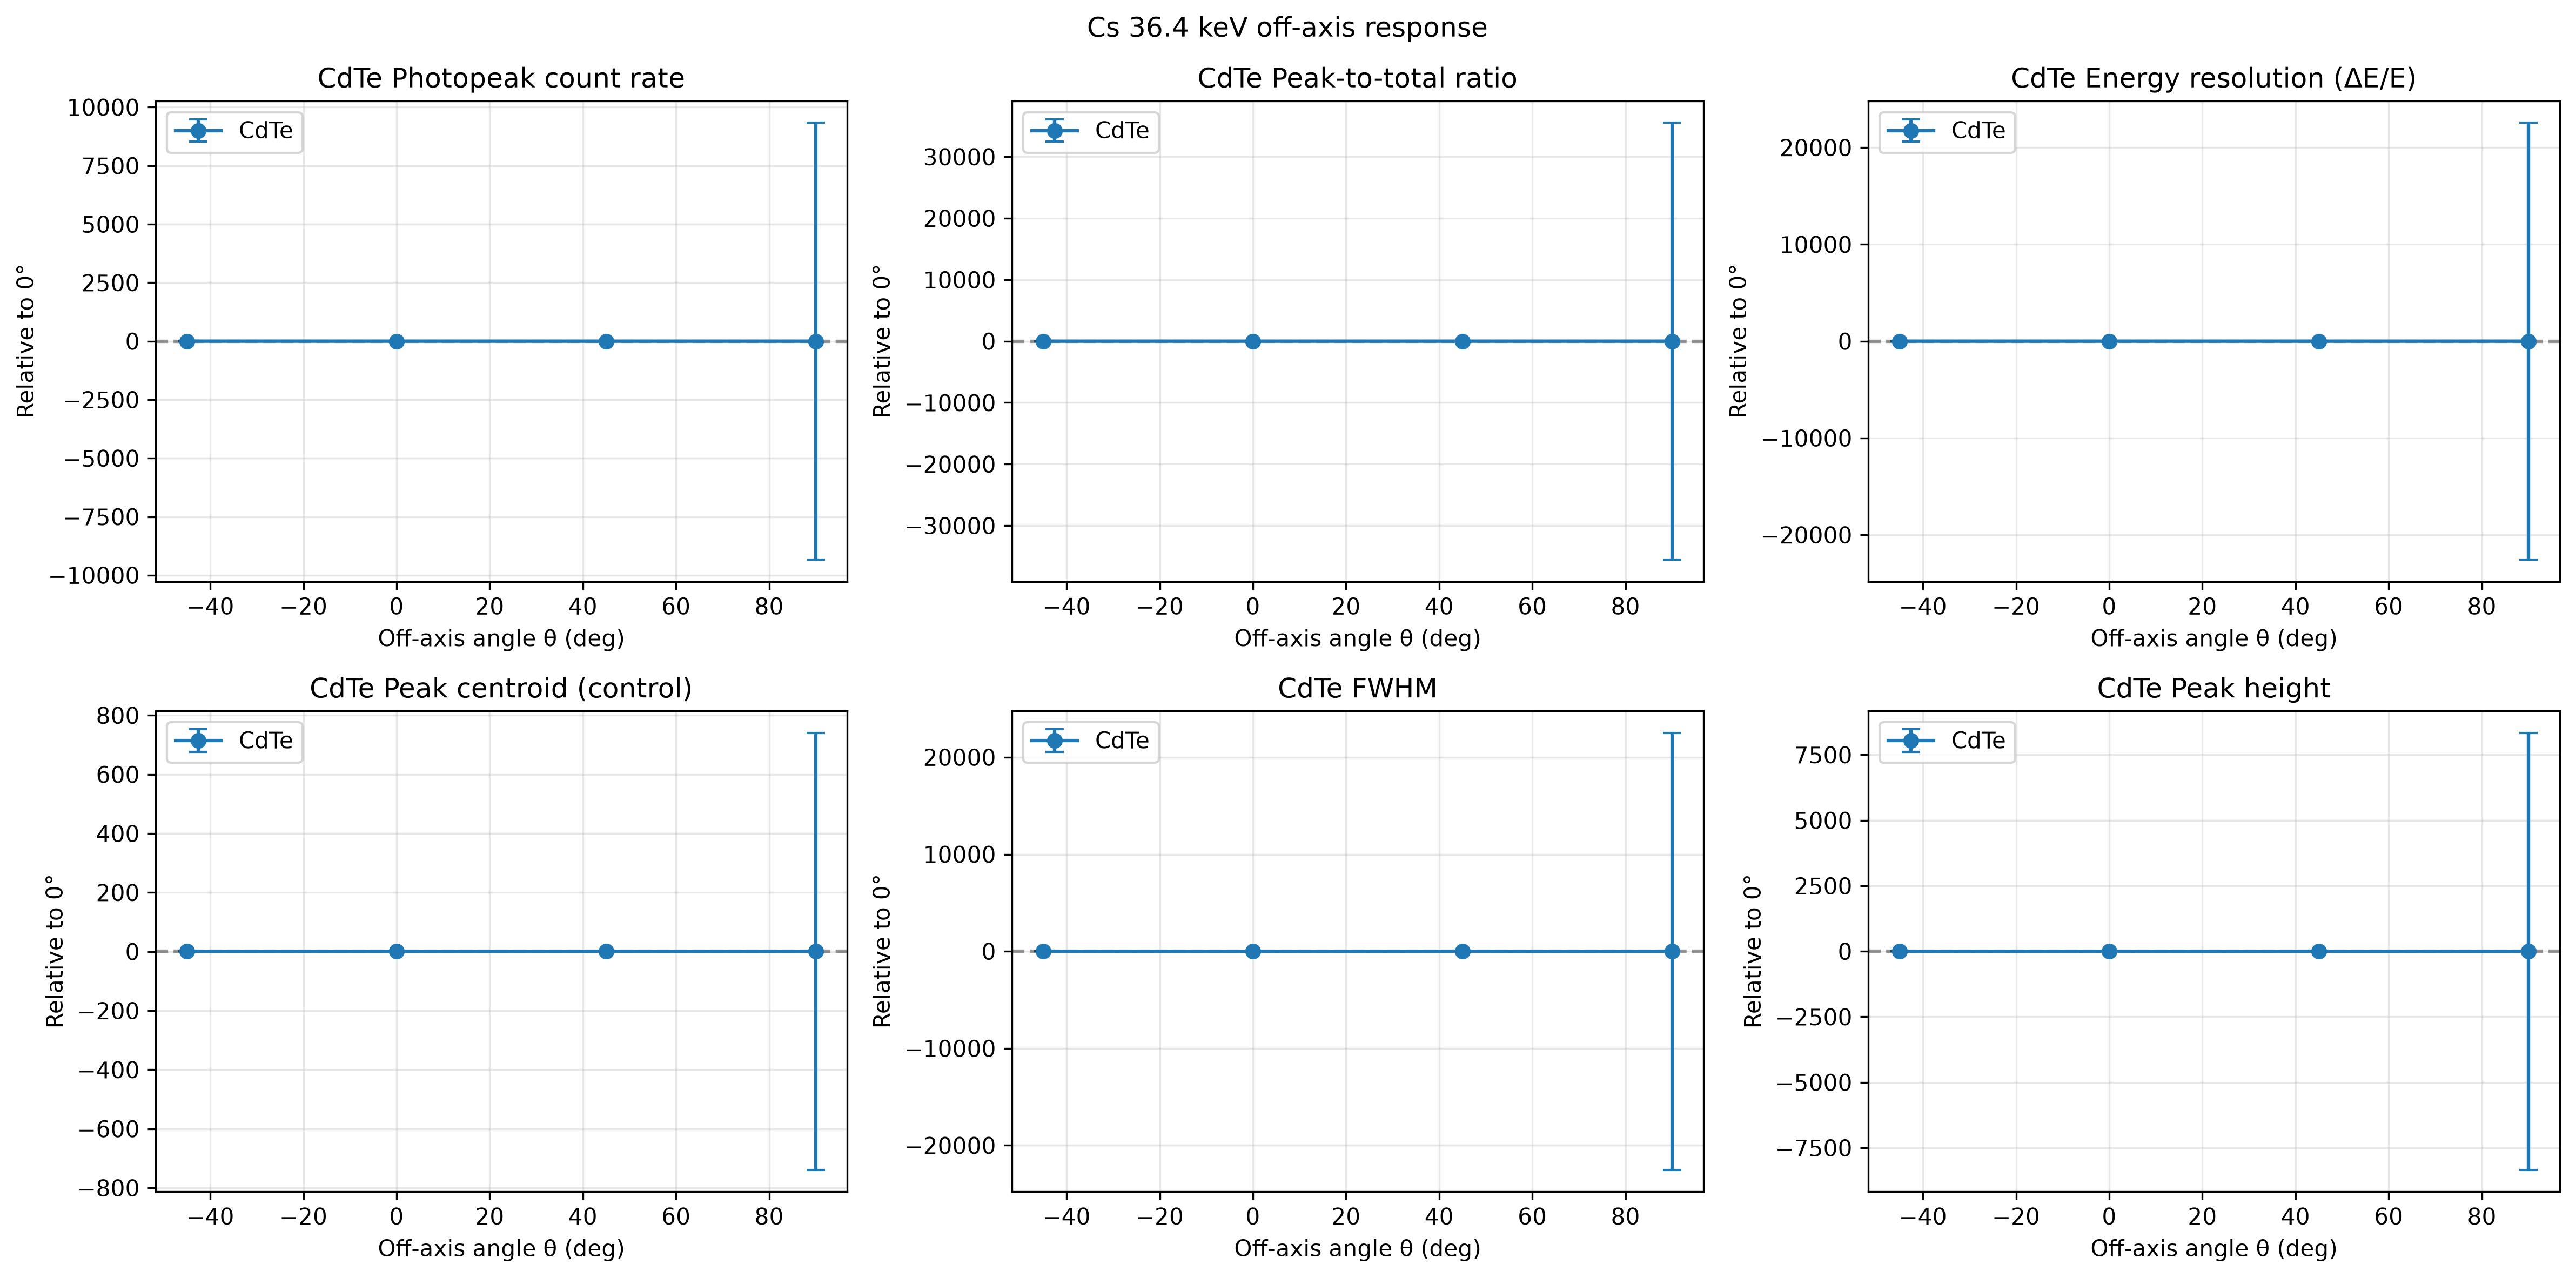 Cs 36.4 keV off-axis response
CdTe Photopeak count rate
CdTe
10000
7500
5000
2500
0
−2500
−5000
−7500
−10000
Relative to 0°
−40 −20 0 20 40 60 80
Off-axis angle θ (deg)
CdTe Peak-to-total ratio
CdTe
30000
20000
10000
0
−10000
−20000
−30000
Relative to 0°
−40 −20 0 20 40 60 80
Off-axis angle θ (deg)
CdTe Energy resolution (ΔE/E)
CdTe
20000
10000
0
−10000
−20000
Relative to 0°
−40 −20 0 20 40 60 80
Off-axis angle θ (deg)
CdTe Peak centroid (control)
CdTe
800
600
400
200
0
−200
−400
−600
−800
Relative to 0°
−40 −20 0 20 40 60 80
Off-axis angle θ (deg)
CdTe FWHM
CdTe
20000
10000
0
−10000
−20000
Relative to 0°
−40 −20 0 20 40 60 80
Off-axis angle θ (deg)
CdTe Peak height
CdTe
7500
5000
2500
0
−2500
−5000
−7500
Relative to 0°
−40 −20 0 20 40 60 80
Off-axis angle θ (deg)